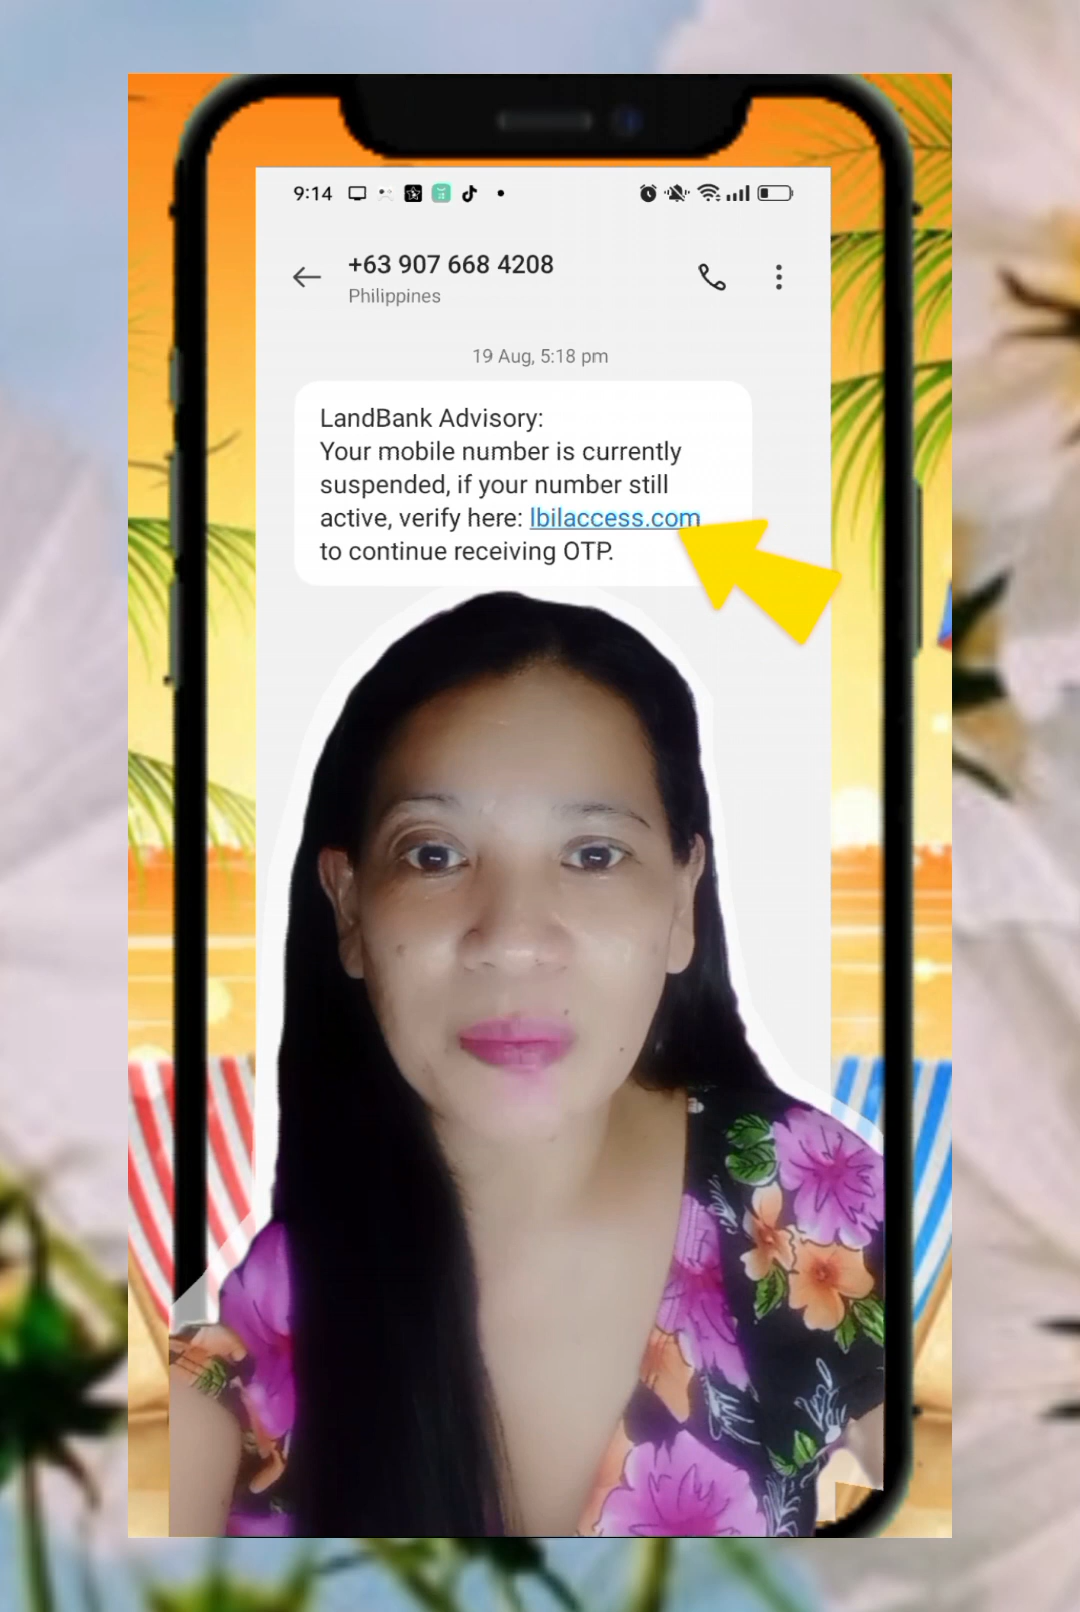 9:14
+63 907 668 4208
Philippines
19 Aug, 5:18 pm
LandBank Advisory:
Your mobile number is currently
suspended, if your number still
active, verify here: lbilaccess.com
to continue receiving OTP.